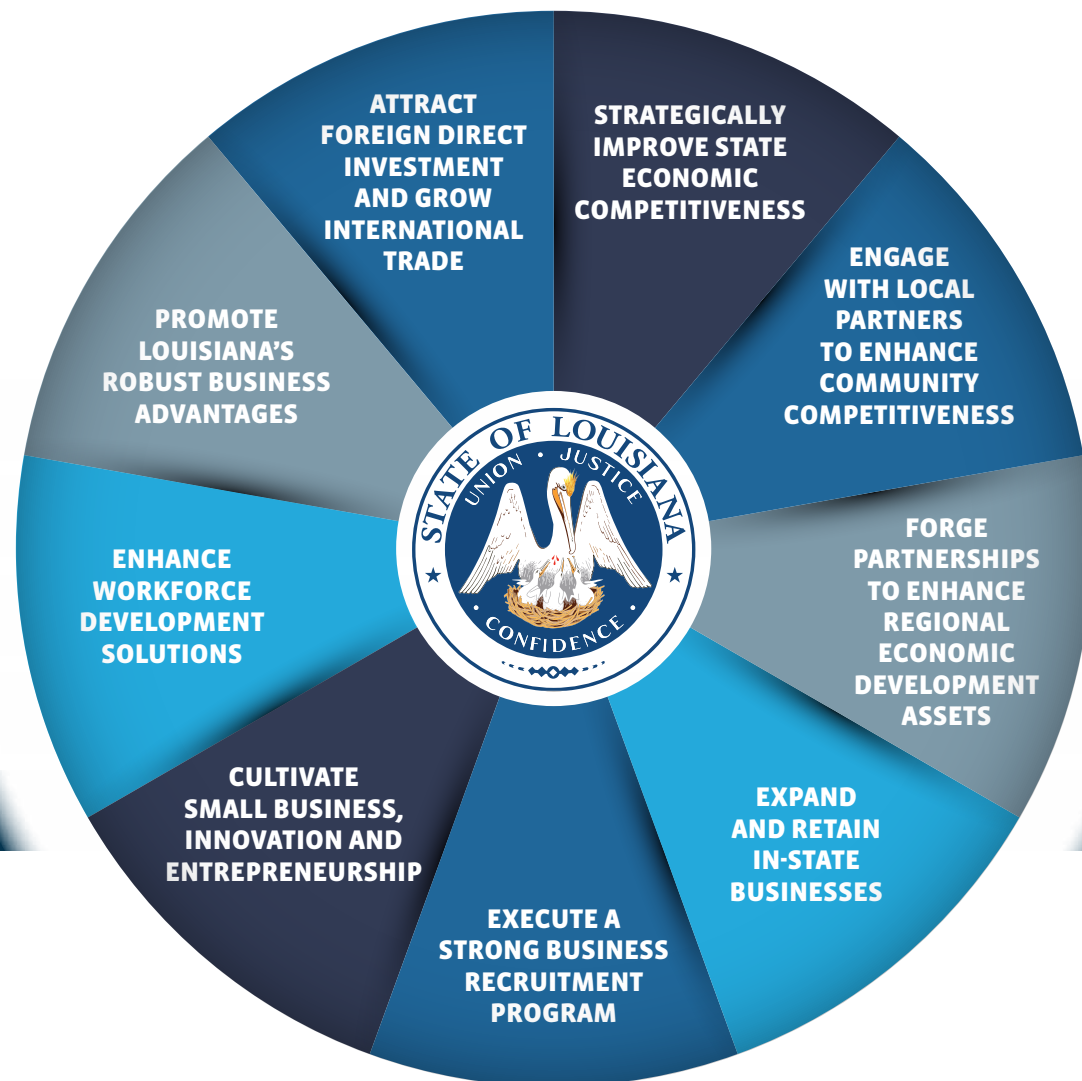 STRATEGICALLY
IMPROVE STATE
ECONOMIC
COMPETITIVENESS
ENGAGE
WITH LOCAL
PARTNERS
TO ENHANCE
COMMUNITY
COMPETITIVENESS
FORGE
PARTNERSHIPS
TO ENHANCE
REGIONAL
ECONOMIC
DEVELOPMENT
ASSETS
EXPAND
AND RETAIN
IN-STATE
BUSINESSES
EXECUTE A
STRONG BUSINESS
RECRUITMENT
PROGRAM
CULTIVATE
SMALL BUSINESS,
INNOVATION AND
ENTREPRENEURSHIP
ENHANCE
WORKFORCE
DEVELOPMENT
SOLUTIONS
PROMOTE
LOUISIANA’S
ROBUST BUSINESS
ADVANTAGES
ATTRACT
FOREIGN DIRECT
INVESTMENT
AND GROW
INTERNATIONAL
TRADE
STATE OF LOUISIANA
UNION • JUSTICE
• CONFIDENCE •